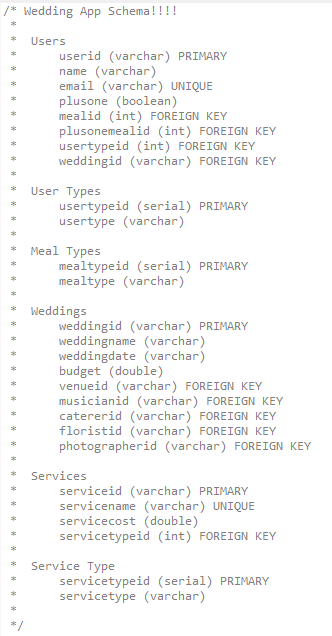 /* Wedding App Schema!!!!
 *
 *  Users
 *      userid (varchar) PRIMARY
 *      name (varchar)
 *      email (varchar) UNIQUE
 *      plusone (boolean)
 *      mealid (int) FOREIGN KEY
 *      plusonemealid (int) FOREIGN KEY
 *      usertypeid (int) FOREIGN KEY
 *      weddingid (varchar) FOREIGN KEY
 *
 *  User Types
 *      usertypeid (serial) PRIMARY
 *      usertype (varchar)
 *
 *  Meal Types
 *      mealtypeid (serial) PRIMARY
 *      mealtype (varchar)
 *
 *  Weddings
 *      weddingid (varchar) PRIMARY
 *      weddingname (varchar)
 *      weddingdate (varchar)
 *      budget (double)
 *      venueid (varchar) FOREIGN KEY
 *      musicianid (varchar) FOREIGN KEY
 *      catererid (varchar) FOREIGN KEY
 *      floristid (varchar) FOREIGN KEY
 *      photographerid (varchar) FOREIGN KEY
 *
 *  Services
 *      serviceid (varchar) PRIMARY
 *      servicename (varchar) UNIQUE
 *      servicecost (double)
 *      servicetypeid (int) FOREIGN KEY
 *
 *  Service Type
 *      servicetypeid (serial) PRIMARY
 *      servicetype (varchar)
 *
 */